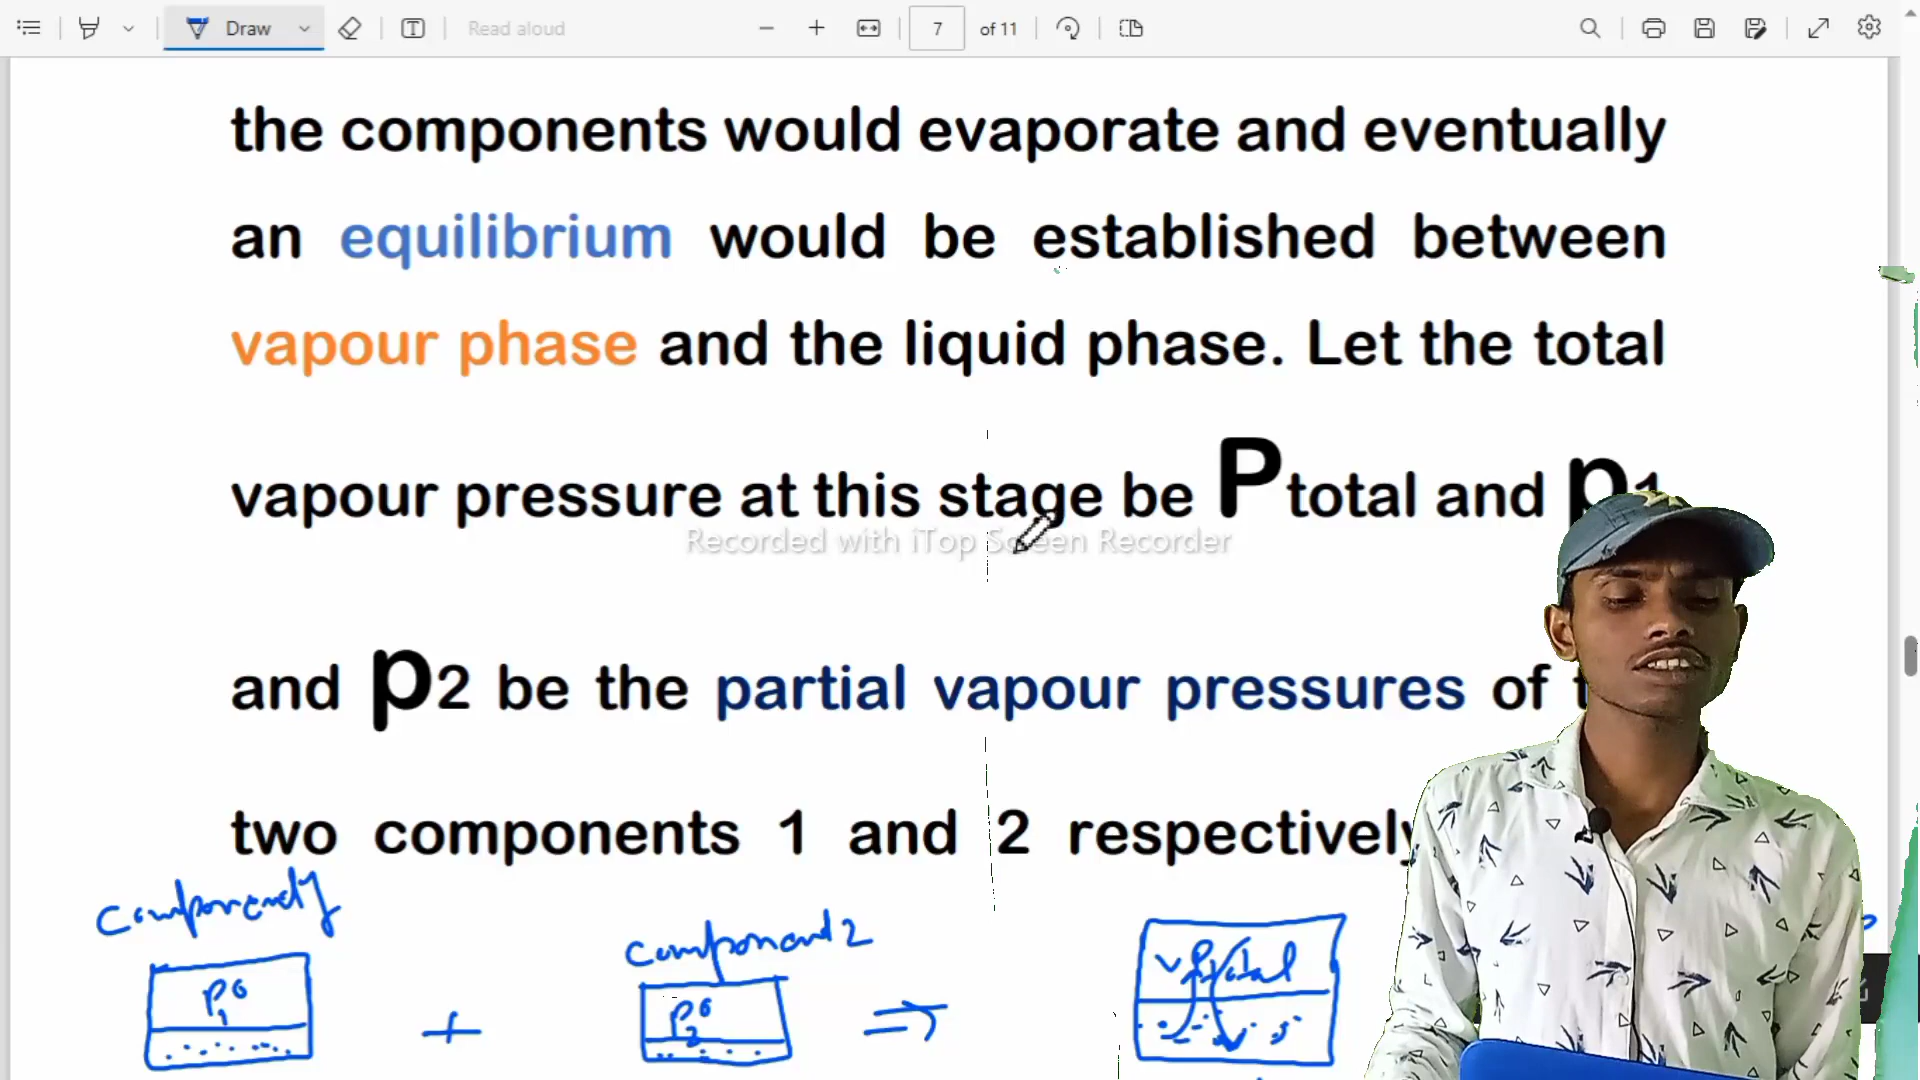 Draw
Read aloud
7 of 11
the components would evaporate and eventually
an equilibrium would be established between
vapour phase and the liquid phase. Let the total
vapour pressure at this stage be Ptotal and p1
Recorded with iTop Screen Recorder
and p2 be the partial vapour pressures of
two components 1 and 2 respectively
Component 1
Component 2
p₁⁰
+
p₂⁰
⇒